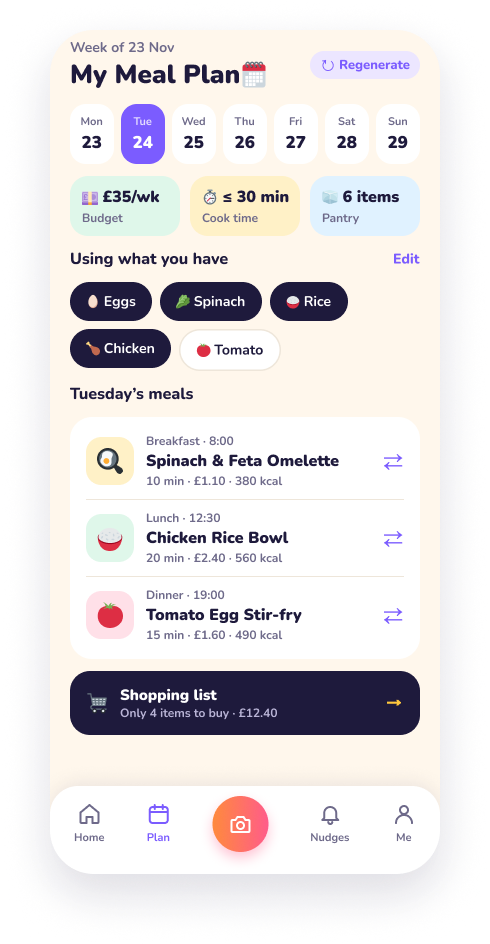 Week of 23 Nov
My Meal Plan
Regenerate
Mon Tue Wed Thu Fri Sat Sun
23 24 25 26 27 28 29
£35/wk ≤ 30 min 6 items
Budget Cook time Pantry
Using what you have Edit
Eggs Spinach Rice
Chicken Tomato
Tuesday’s meals
Breakfast · 8:00
Spinach & Feta Omelette
10 min · £1.10 · 380 kcal
Lunch · 12:30
Chicken Rice Bowl
20 min · £2.40 · 560 kcal
Dinner · 19:00
Tomato Egg Stir-fry
15 min · £1.60 · 490 kcal
Shopping list
Only 4 items to buy · £12.40
Home Plan Nudges Me